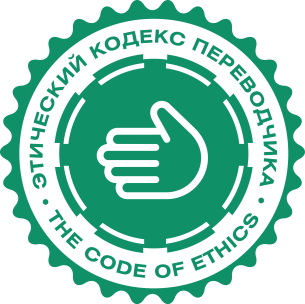 ЭТИЧЕСКИЙ КОДЕКС ПЕРЕВОДЧИКА
THE CODE OF ETHICS